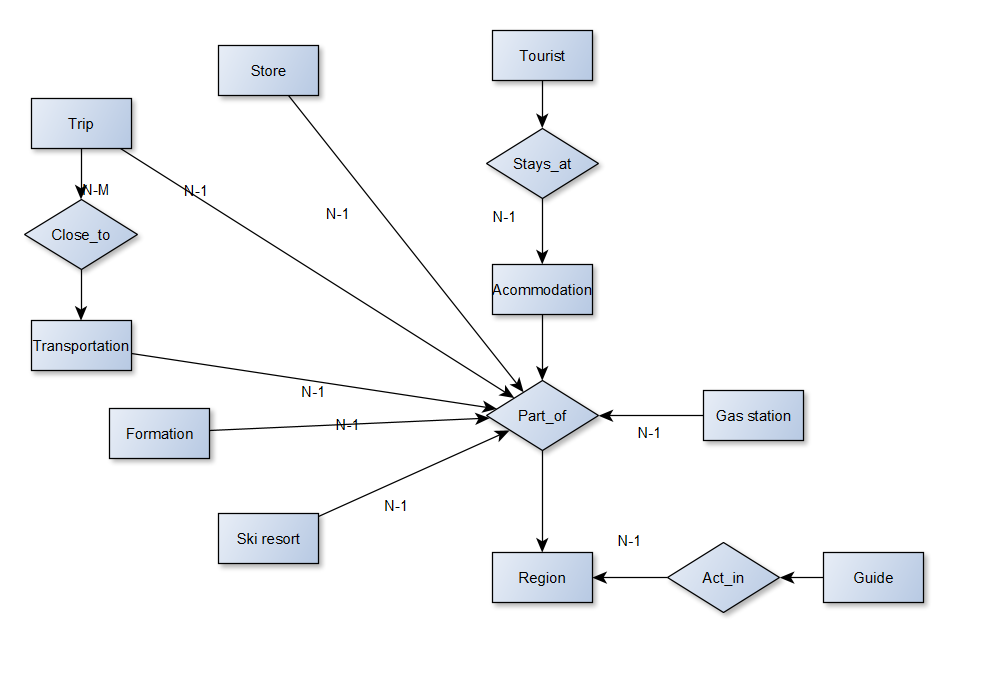 Tourist
Store
Trip
Stays_at
N-M
N-1
N-1
N-1
Close_to
Acommodation
Transportation
N-1
Part_of
Gas station
N-1
Formation
N-1
N-1
Ski resort
N-1
Region
Act_in
Guide